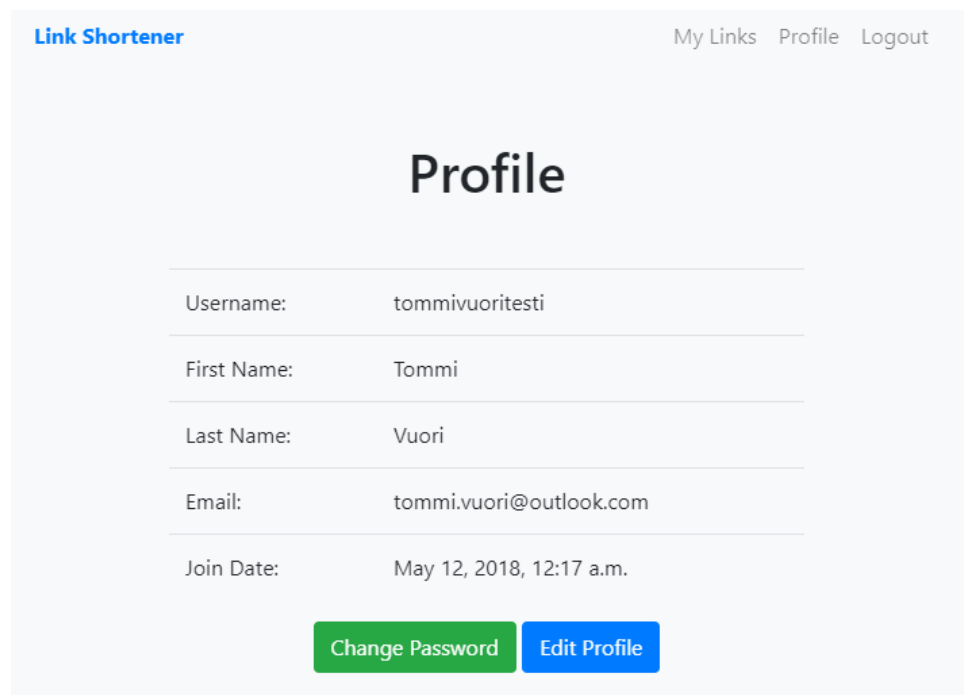 Link Shortener My Links Profile Logout
Profile
Username: tommivuoritesti
First Name: Tommi
Last Name: Vuori
Email: tommi.vuori@outlook.com
Join Date: May 12, 2018, 12:17 a.m.
Change Password Edit Profile